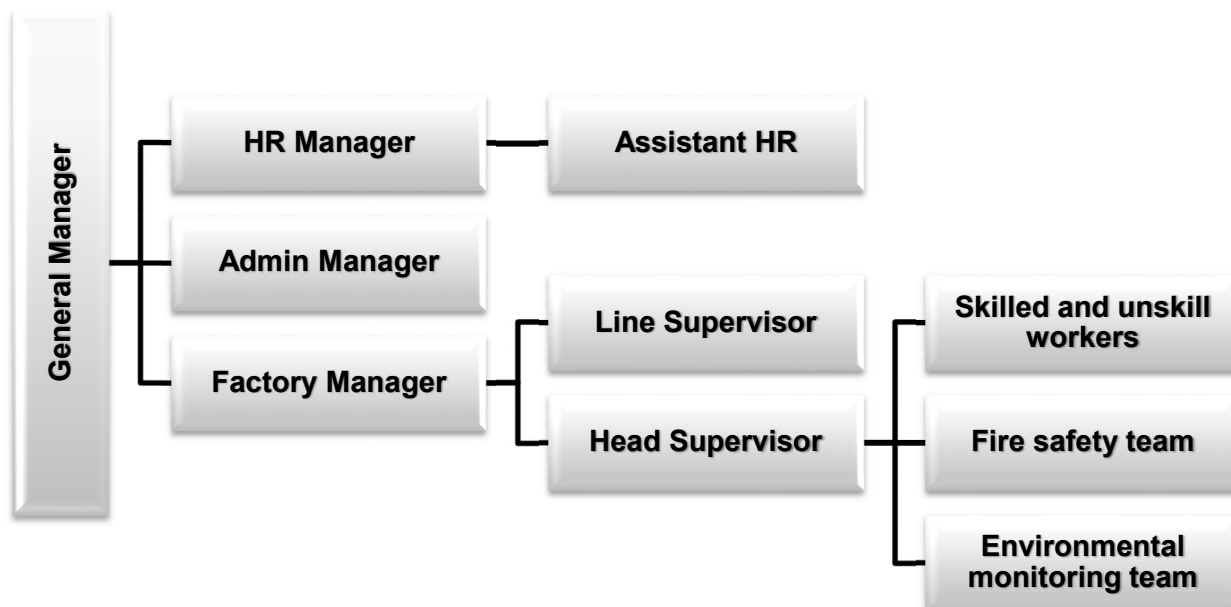 General Manager
HR Manager
Assistant HR
Admin Manager
Factory Manager
Line Supervisor
Head Supervisor
Skilled and unskill
workers
Fire safety team
Environmental
monitoring team